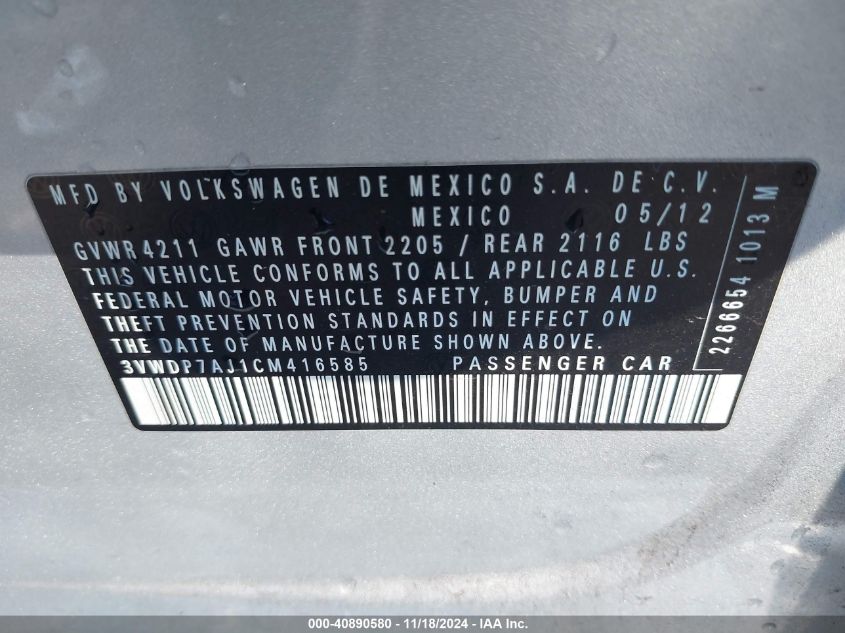 MFD BY VOLKSWAGEN DE MEXICO S.A. DE C.V.
MEXICO 05/12
GVWR 4211 GAWR FRONT 2205 / REAR 2116 LBS
THIS VEHICLE CONFORMS TO ALL APPLICABLE U.S.
FEDERAL MOTOR VEHICLE SAFETY, BUMPER AND
THEFT PREVENTION STANDARDS IN EFFECT ON
THE DATE OF MANUFACTURE SHOWN ABOVE.
3VWDP7AJ1CM416585 PASSENGER CAR
2266654 1013 M
000-40890580 - 11/18/2024 - IAA Inc.